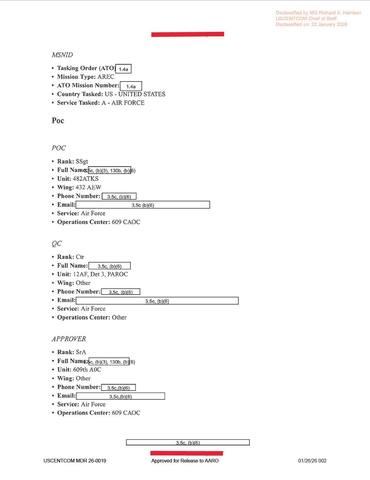 Declassified by MG Richard A. Harrison
USCENTCOM Chief of Staff
Declassified on: 22 January 2026
MSNID
• Tasking Order (ATO) 1.4a
• Mission Type: AREC
• ATO Mission Number: 1.4a
• Country Tasked: US - UNITED STATES
• Service Tasked: A - AIR FORCE
Poc
POC
• Rank: SSgt
• Full Name: 3.5c, (b)(3), 130b, (b)(6)
• Unit: 482ATKS
• Wing: 432 AEW
• Phone Number: 3.5c, (b)(6)
• Email: 3.5c (b)(6)
• Service: Air Force
• Operations Center: 609 CAOC
QC
• Rank: Ctr
• Full Name: 3.5c, (b)(6)
• Unit: 12AF, Det 3, PAROC
• Wing: Other
• Phone Number: 3.5c, (b)(6)
• Email: 3.5c, (b)(6)
• Service: Air Force
• Operations Center: Other
APPROVER
• Rank: SrA
• Full Name: 3.5c, (b)(3), 130b, (b)(6)
• Unit: 609th A0C
• Wing: Other
• Phone Number: 3.5c, (b)(6)
• Email: 3.5c,(b)(6)
• Service: Air Force
• Operations Center: 609 CAOC
3.5c, (b)(6)
USCENTCOM MDR 26-0019
Approved for Release to AARO
01/26/26 002